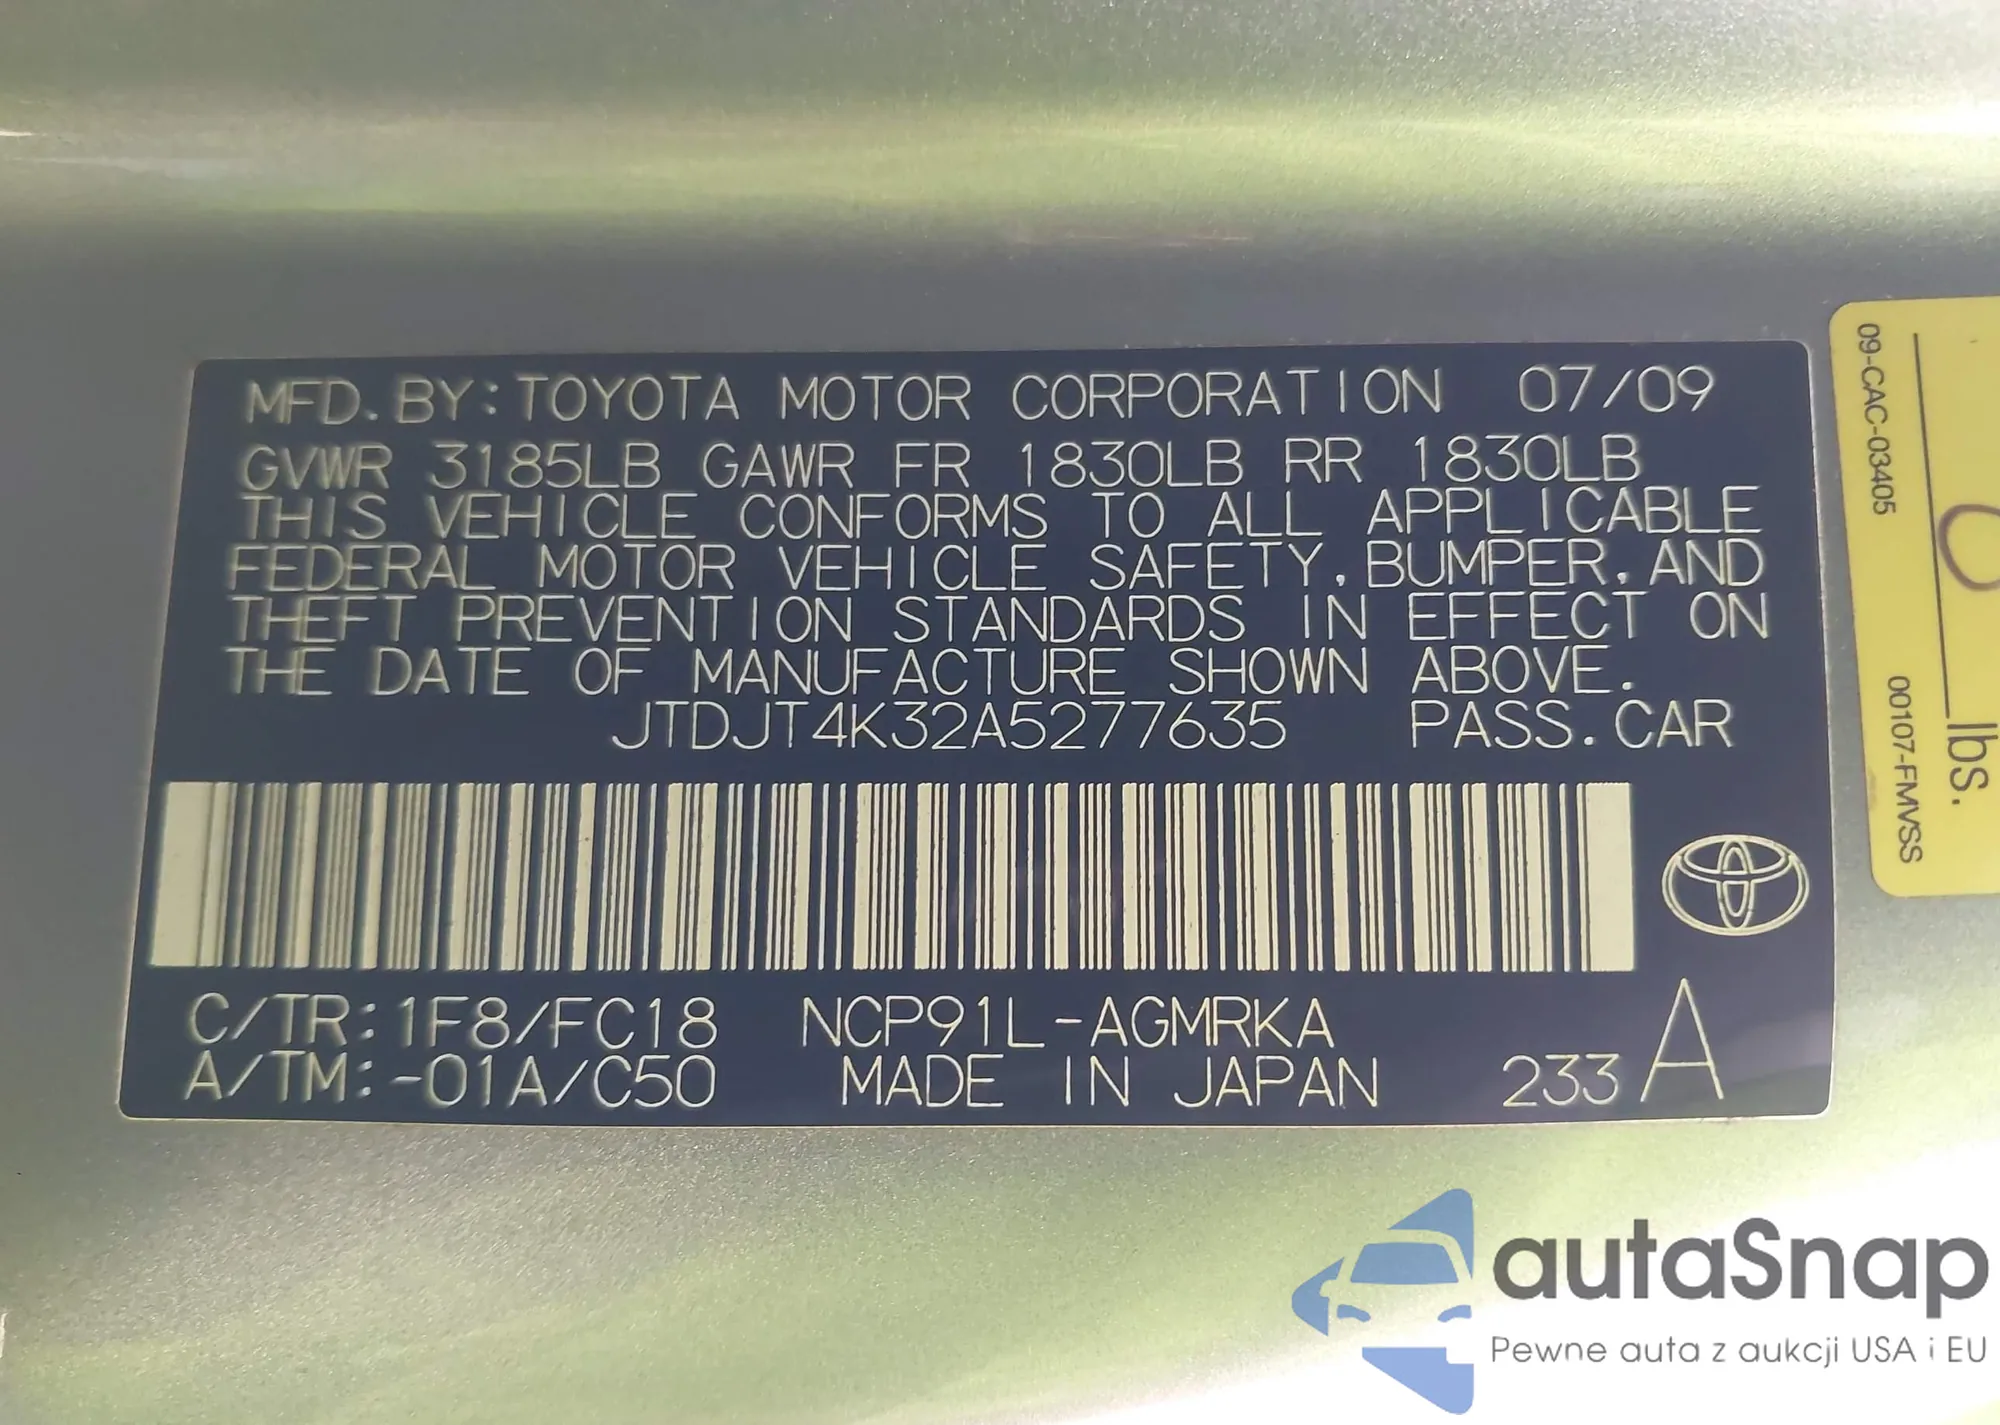 MFD. BY: TOYOTA MOTOR CORPORATION 07/09
GVWR 3185LB GAWR FR 1830LB RR 1830LB
THIS VEHICLE CONFORMS TO ALL APPLICABLE
FEDERAL MOTOR VEHICLE SAFETY, BUMPER, AND
THEFT PREVENTION STANDARDS IN EFFECT ON
THE DATE OF MANUFACTURE SHOWN ABOVE.
JTDJT4K32A5277635 PASS. CAR
C/TR: 1F8/FC18 NCP91L-AGMRKA
A/TM: -01A/C50 MADE IN JAPAN 233 A
09-CAC-03405
00107-FMVSS
0 lbs.
autaSnap
Pewne auta z aukcji USA i EU